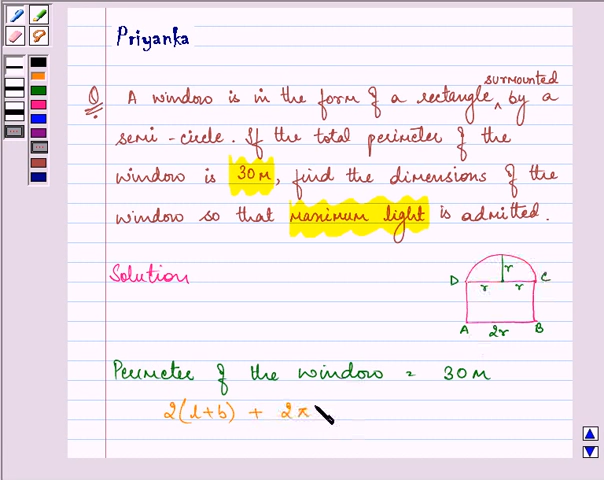 Priyanka
Q A window is in the form of a rectangle, surmounted by a
semi-circle. If the total perimeter of the
window is 30M, find the dimensions of the
window so that maximum light is admitted.
Solution
r
D r r C
A 2r B
Perimeter of the window = 30M
2(l+b) + 2π